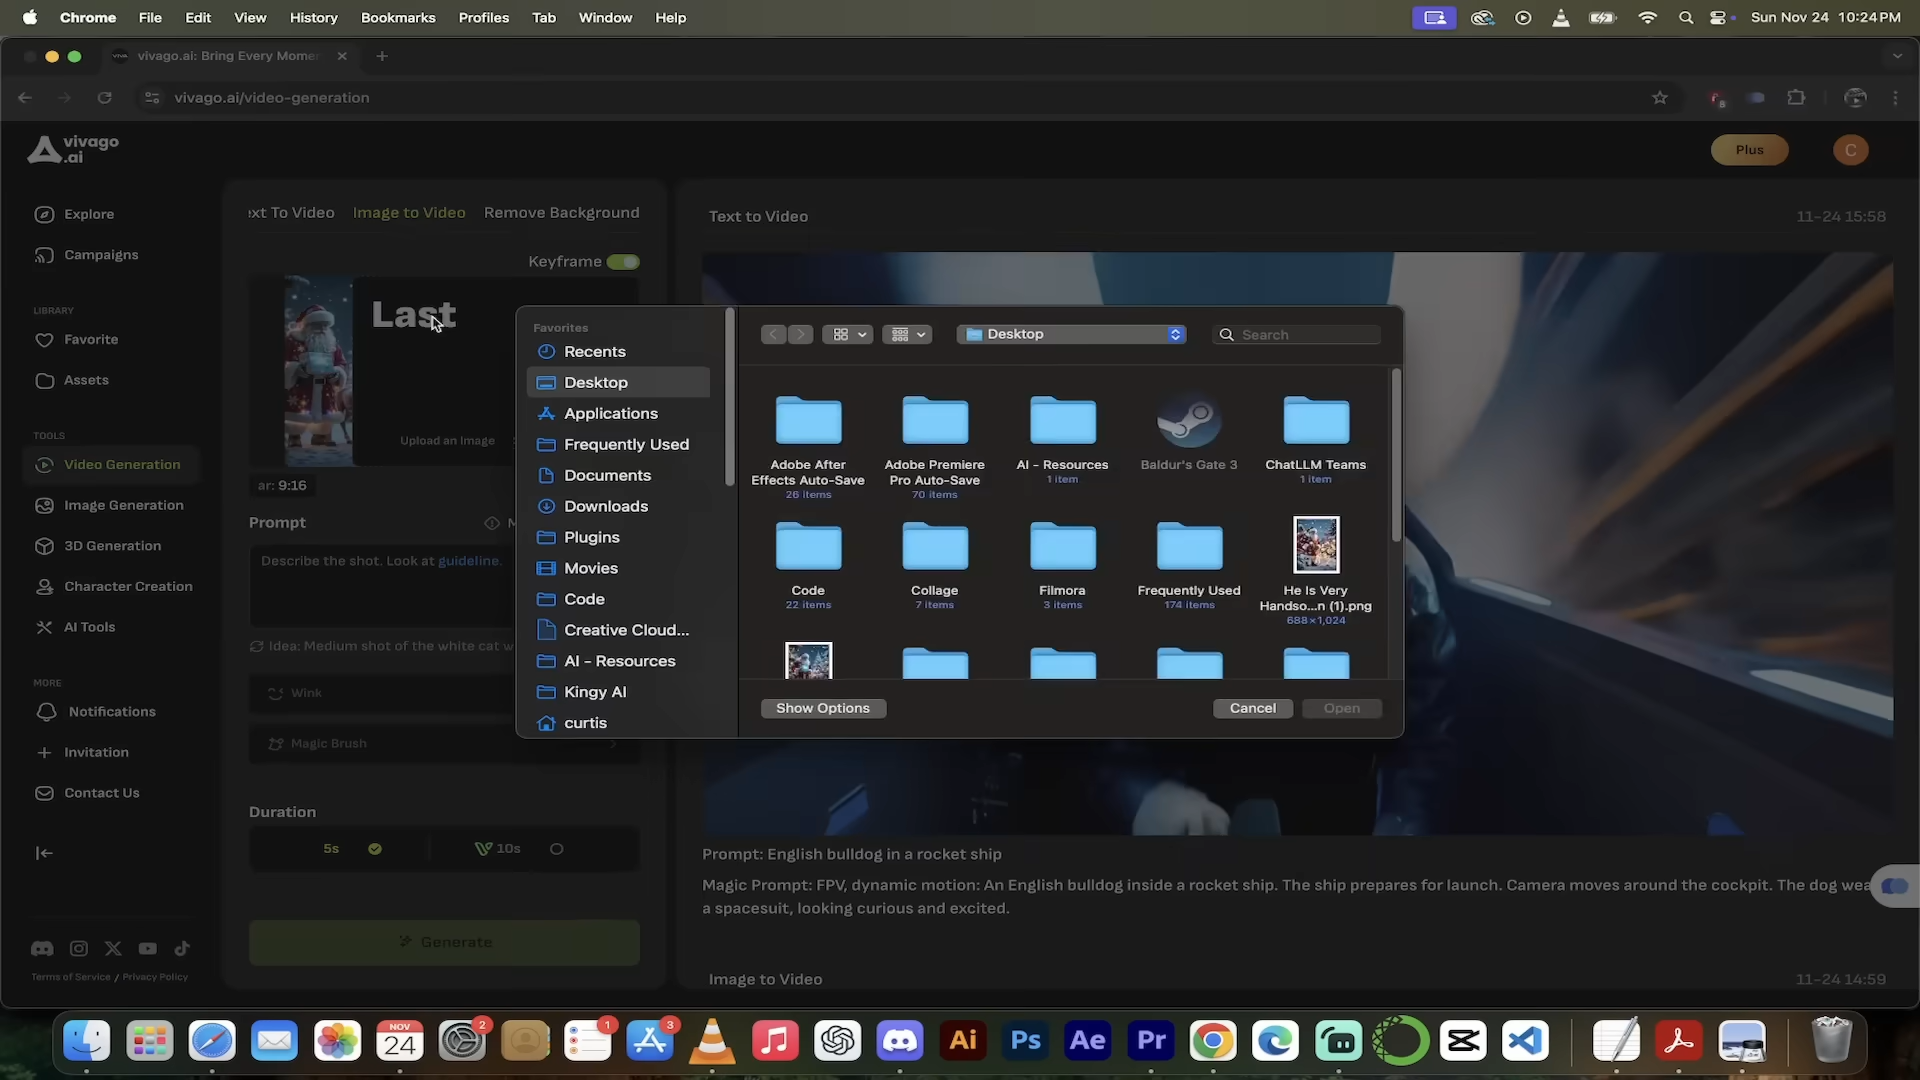 Chrome File Edit View History Bookmarks Profiles Tab Window Help
Sun Nov 24 10:24 PM
vivago.ai: Bring Every Momen
vivago.ai/video-generation
vivago
.ai
Plus
C
Explore
Campaigns
LIBRARY
Favorite
Assets
TOOLS
Video Generation
Image Generation
3D Generation
Character Creation
AI Tools
MORE
Notifications
Invitation
Contact Us
Terms of Service / Privacy Policy
ext To Video Image to Video Remove Background
Keyframe
Last
Upload an Image
ar: 9:16
Prompt
M
Describe the shot. Look at guideline.
Idea: Medium shot of the white cat w
Wink
Magic Brush
Duration
5s
10s
Generate
Favorites
Recents
Desktop
Applications
Frequently Used
Documents
Downloads
Plugins
Movies
Code
Creative Cloud...
AI - Resources
Kingy AI
curtis
Desktop
Search
Adobe After
Effects Auto-Save
26 items
Adobe Premiere
Pro Auto-Save
70 items
AI - Resources
1 item
Baldur's Gate 3
ChatLLM Teams
1 item
Code
22 items
Collage
7 items
Filmora
3 items
Frequently Used
174 items
He Is Very
Handso...n (1).png
688×1,024
Show Options
Cancel
Open
Text to Video
11-24 15:58
Prompt: English bulldog in a rocket ship
Magic Prompt: FPV, dynamic motion: An English bulldog inside a rocket ship. The ship prepares for launch. Camera moves around the cockpit. The dog wea
a spacesuit, looking curious and excited.
Image to Video
11-24 14:59
NOV
24
2
1
3
Ai
Ps
Ae
Pr